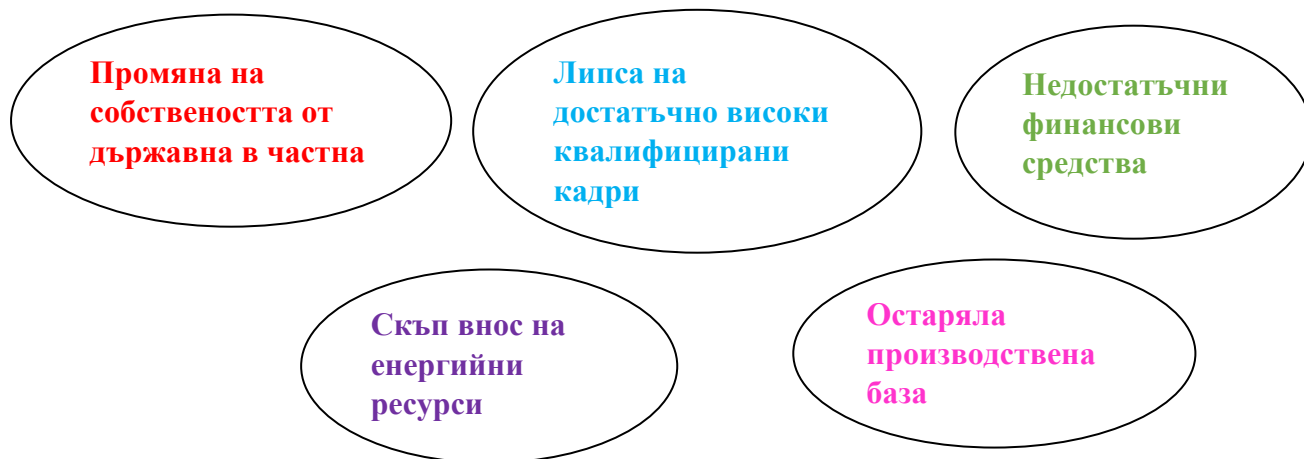 Промяна на
собствеността от
държавна в частна
Липса на
достатъчно високи
квалифицирани
кадри
Недостатъчни
финансови
средства
Скъп внос на
енергийни
ресурси
Остаряла
производствена
база